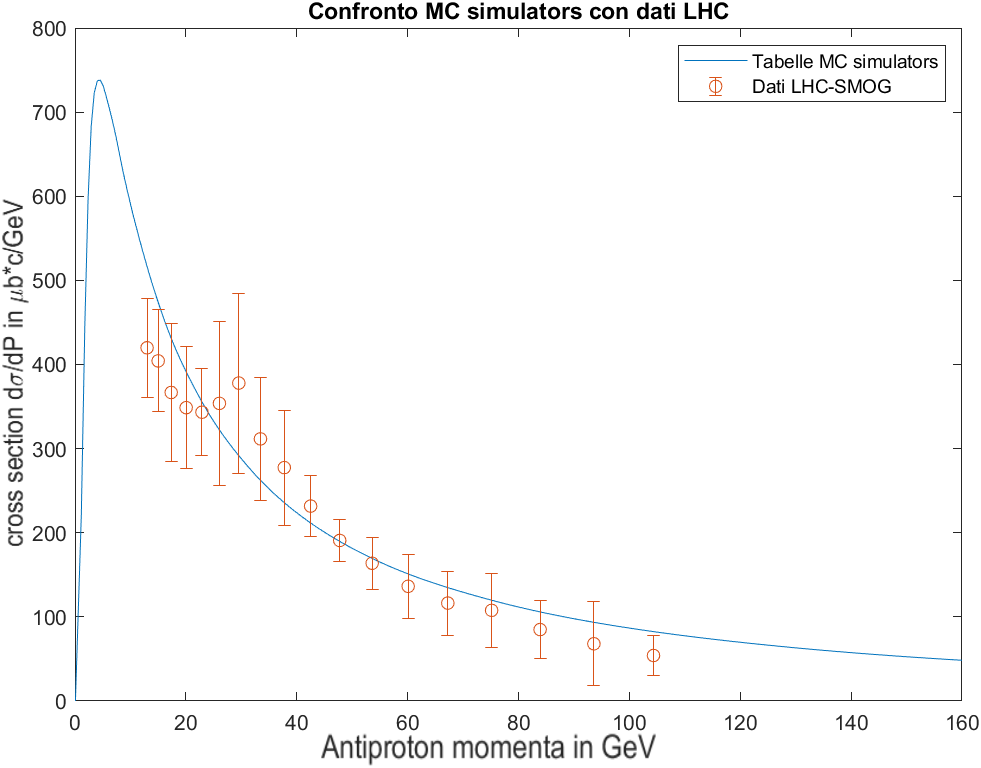 Confronto MC simulators con dati LHC
Tabelle MC simulators
Dati LHC-SMOG
cross section dσ/dP in μb*c/GeV
800
700
600
500
400
300
200
100
0
0 20 40 60 80 100 120 140 160
Antiproton momenta in GeV